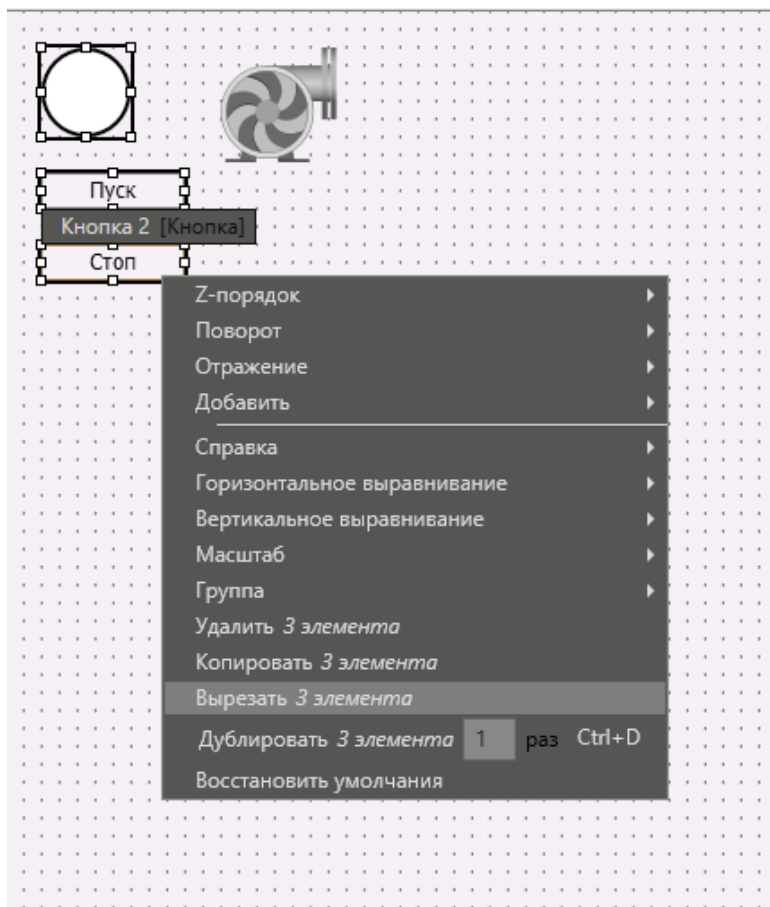 Пуск
Кнопка 2 [Кнопка]
Стоп
Z-порядок
Поворот
Отражение
Добавить
Справка
Горизонтальное выравнивание
Вертикальное выравнивание
Масштаб
Группа
Удалить 3 элемента
Копировать 3 элемента
Вырезать 3 элемента
Дублировать 3 элемента 1 раз Ctrl+D
Восстановить умолчания